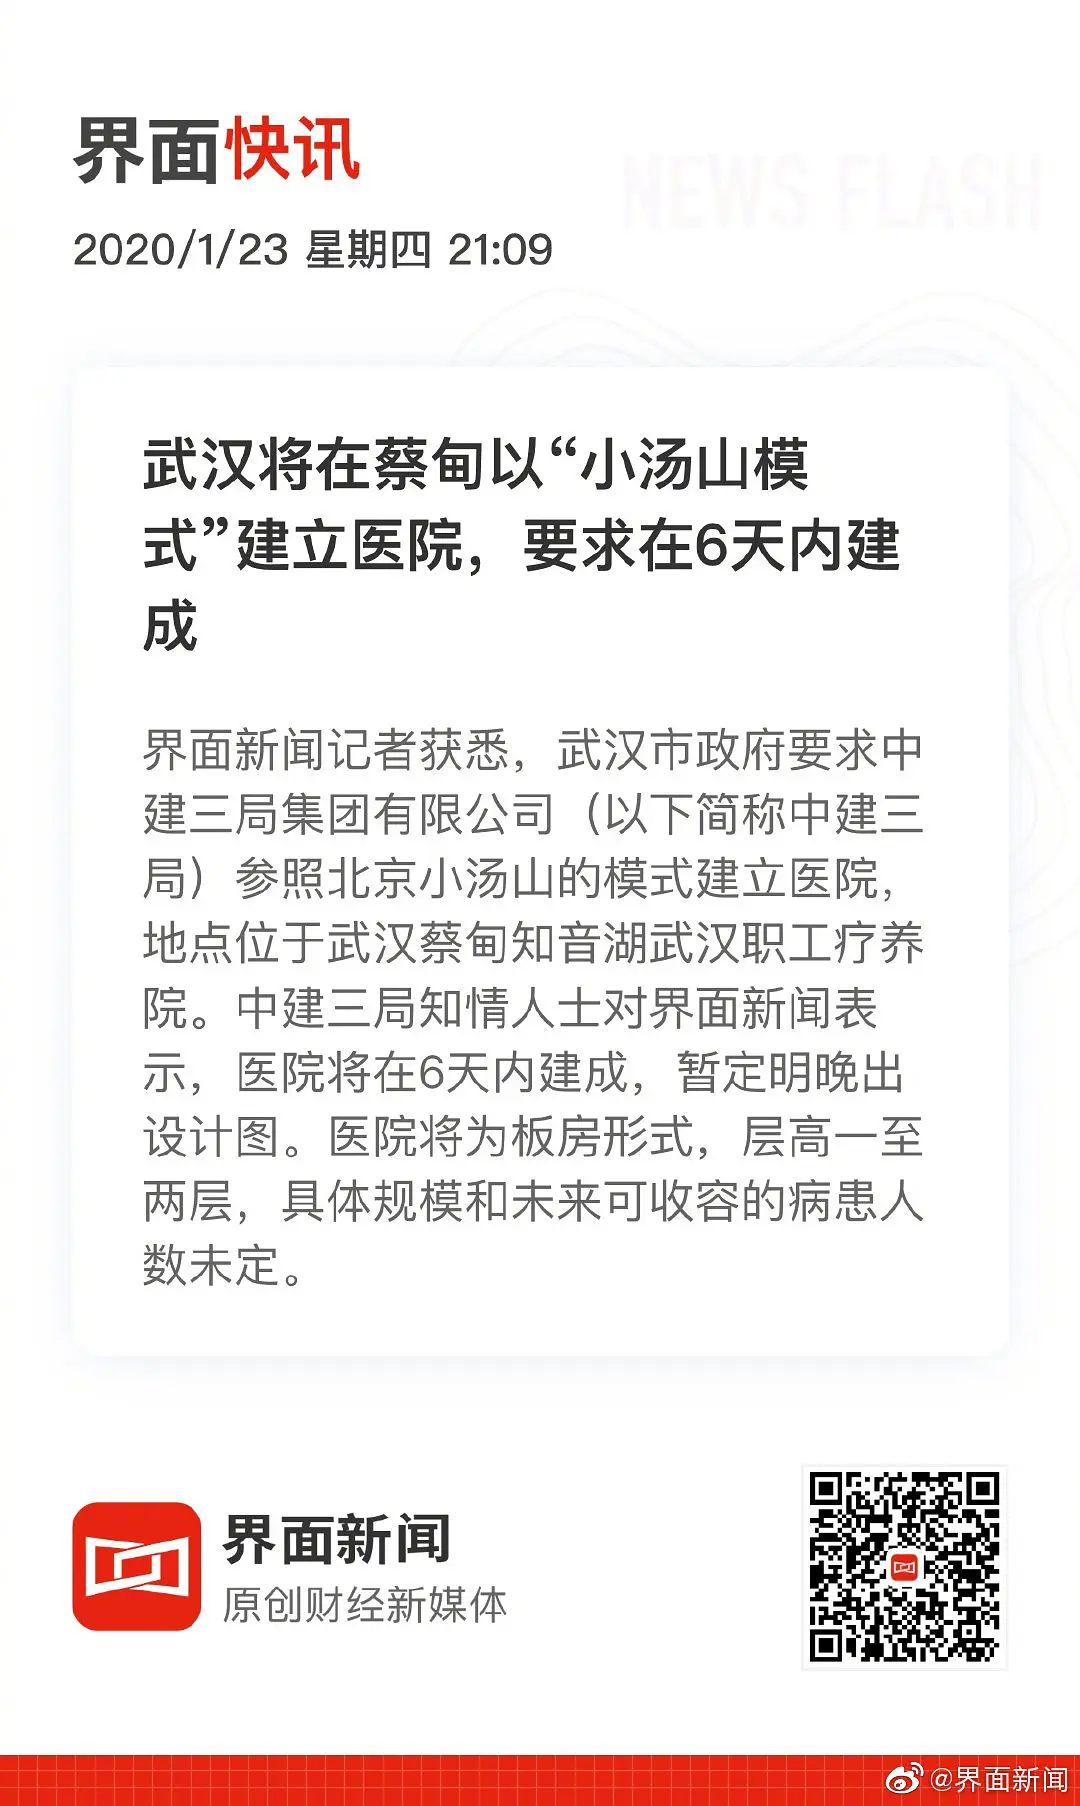 界面快讯
NEWS FLASH
2020/1/23 星期四 21:09
武汉将在蔡甸以“小汤山模
式”建立医院，要求在6天内建
成
界面新闻记者获悉，武汉市政府要求中
建三局集团有限公司（以下简称中建三
局）参照北京小汤山的模式建立医院，
地点位于武汉蔡甸知音湖武汉职工疗养
院。中建三局知情人士对界面新闻表
示，医院将在6天内建成，暂定明晚出
设计图。医院将为板房形式，层高一至
两层，具体规模和未来可收容的病患人
数未定。
界面新闻
原创财经新媒体
@界面新闻